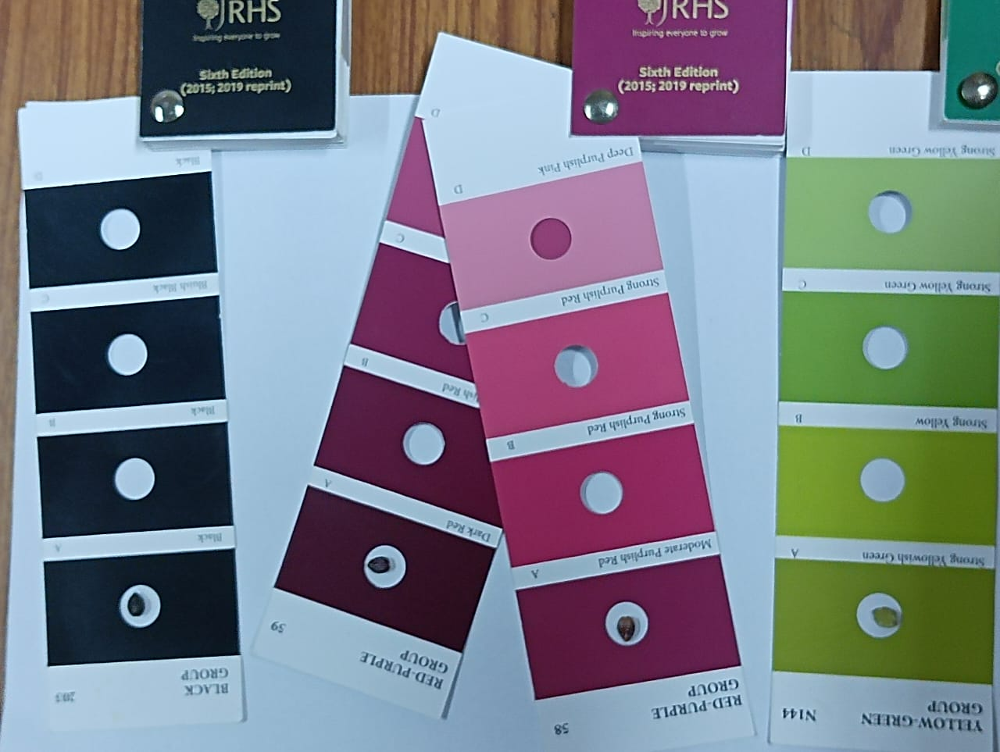 RHS
Inspiring everyone to grow
Sixth Edition
(2015; 2019 reprint)
RHS
Inspiring everyone to grow
Sixth Edition
(2015; 2019 reprint)
Black
D
Bluish Black
C
Black
B
Black
A
BLACK
GROUP
203
D
C
B
Red
A
Dark Red
RED-PURPLE
GROUP
59
Deep Purplish Pink
D
Strong Purplish Red
C
Strong Purplish Red
B
Moderate Purplish Red
A
RED-PURPLE
GROUP
58
Strong Yellow Green
D
Strong Yellow Green
C
Strong Yellow
B
Strong Yellowish Green
A
YELLOW-GREEN
GROUP
N144